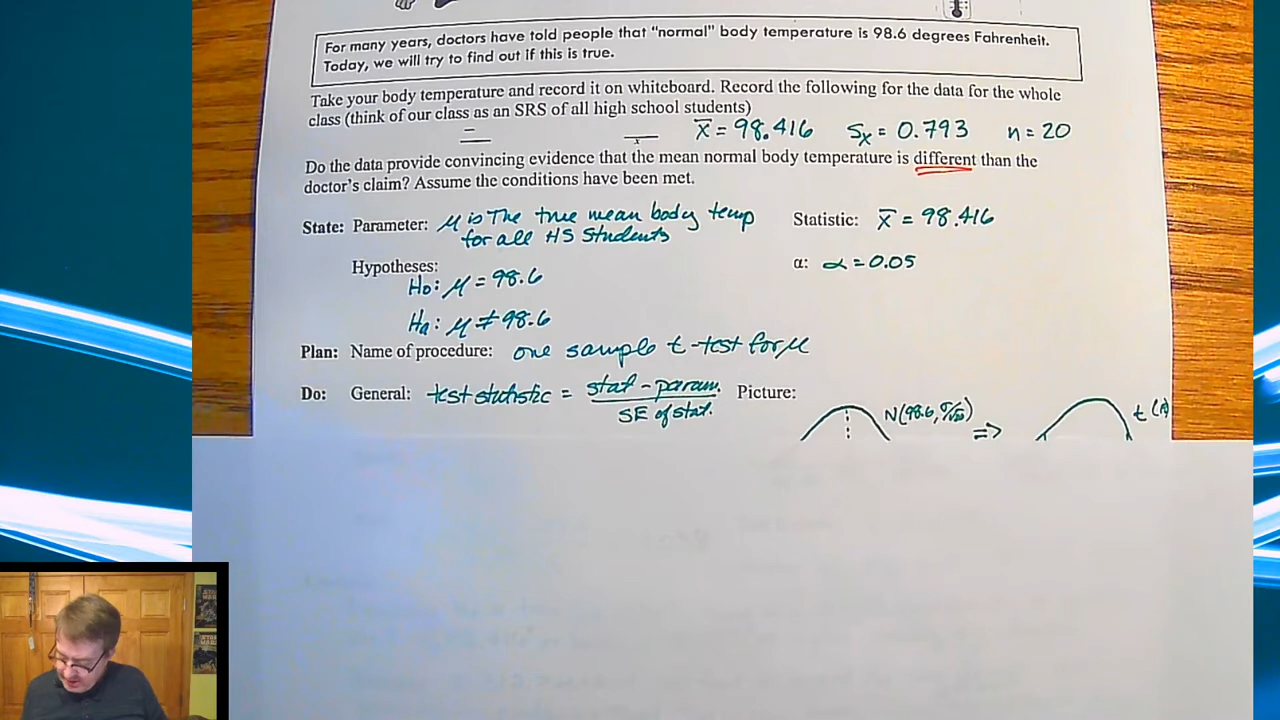 For many years, doctors have told people that “normal” body temperature is 98.6 degrees Fahrenheit.
Today, we will try to find out if this is true.
Take your body temperature and record it on whiteboard. Record the following for the data for the whole
class (think of our class as an SRS of all high school students)
x̄ = 98.416 Sx = 0.793 n = 20
Do the data provide convincing evidence that the mean normal body temperature is different than the
doctor's claim? Assume the conditions have been met.
State: Parameter: μ is the true mean body temp
for all HS Students
Statistic: x̄ = 98.416
Hypotheses:
H₀: μ = 98.6
Hₐ: μ ≠ 98.6
α: α = 0.05
Plan: Name of procedure: one sample t-test for μ
Do: General: test statistic = stat - param.
SE of stat.
Picture:
N(98.6, ⇒ t